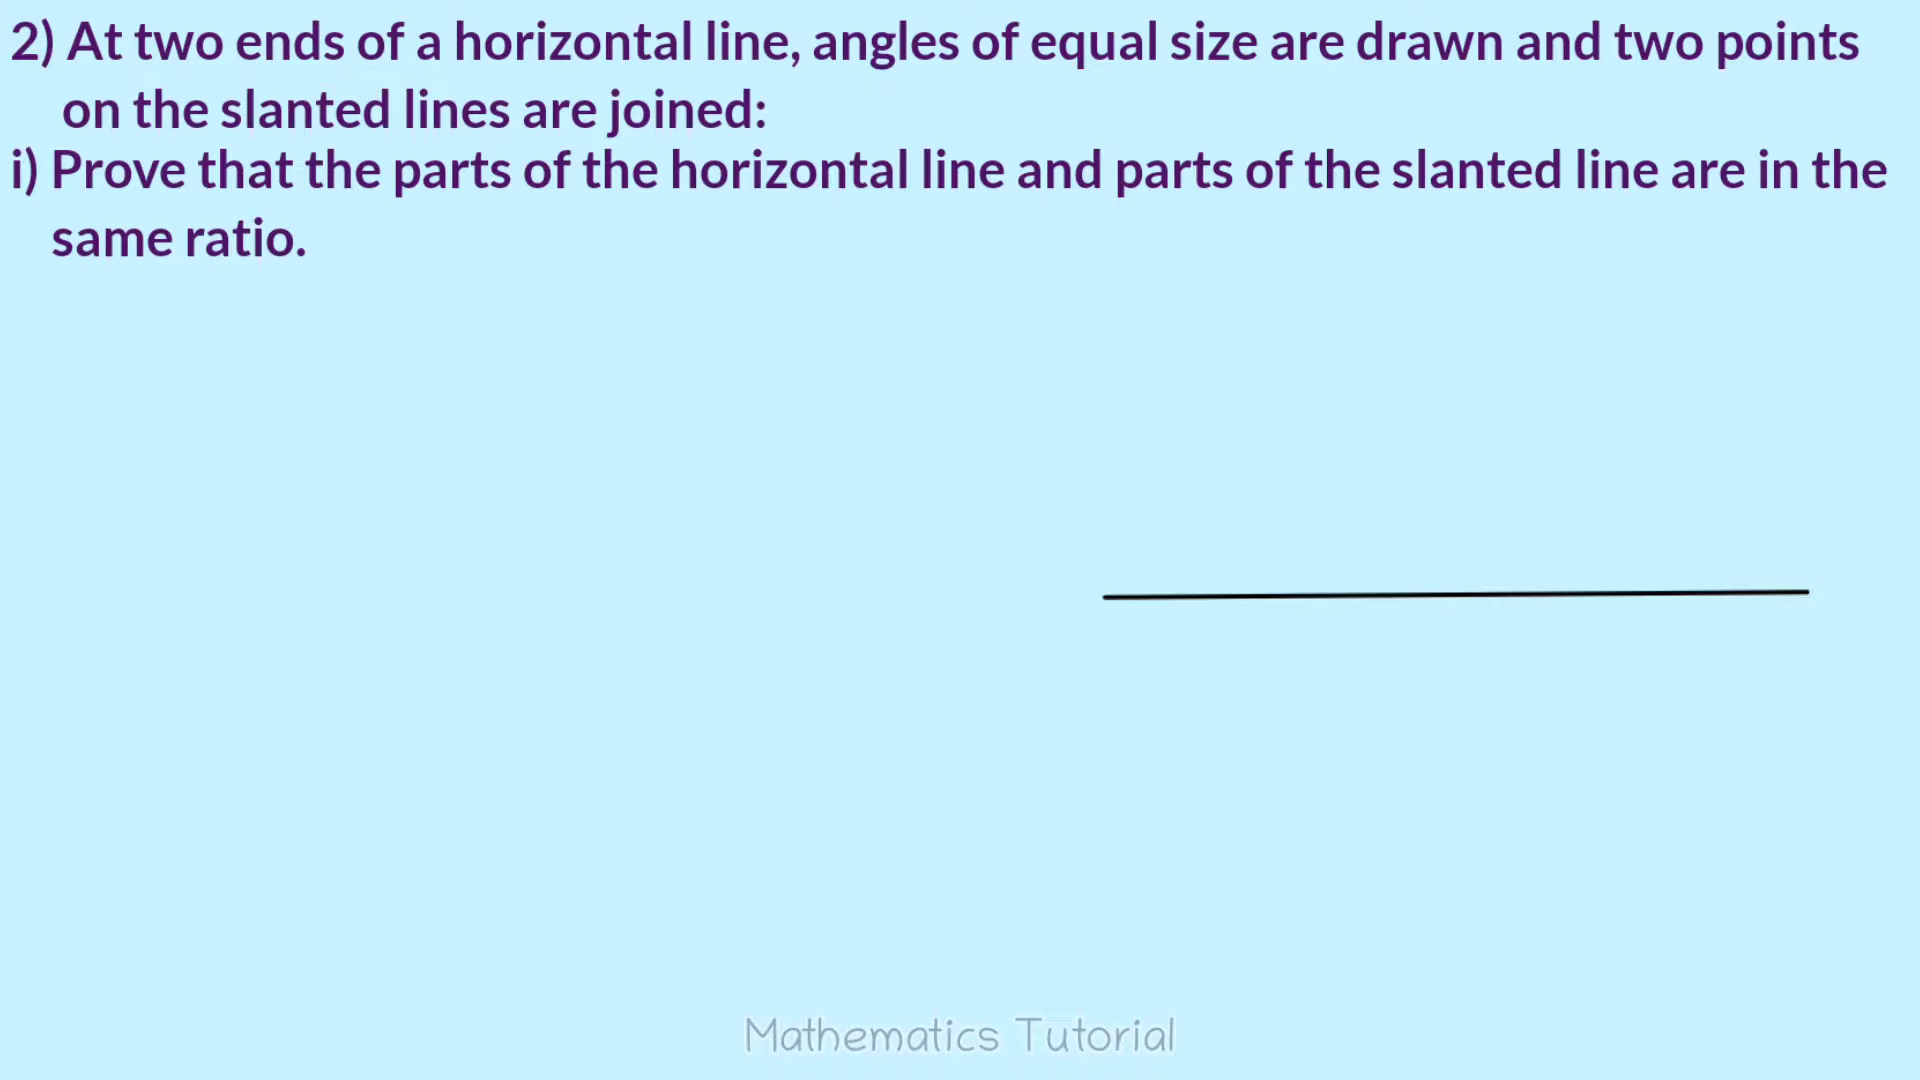 2) At two ends of a horizontal line, angles of equal size are drawn and two points
on the slanted lines are joined:
i) Prove that the parts of the horizontal line and parts of the slanted line are in the
same ratio.
Mathematics Tutorial